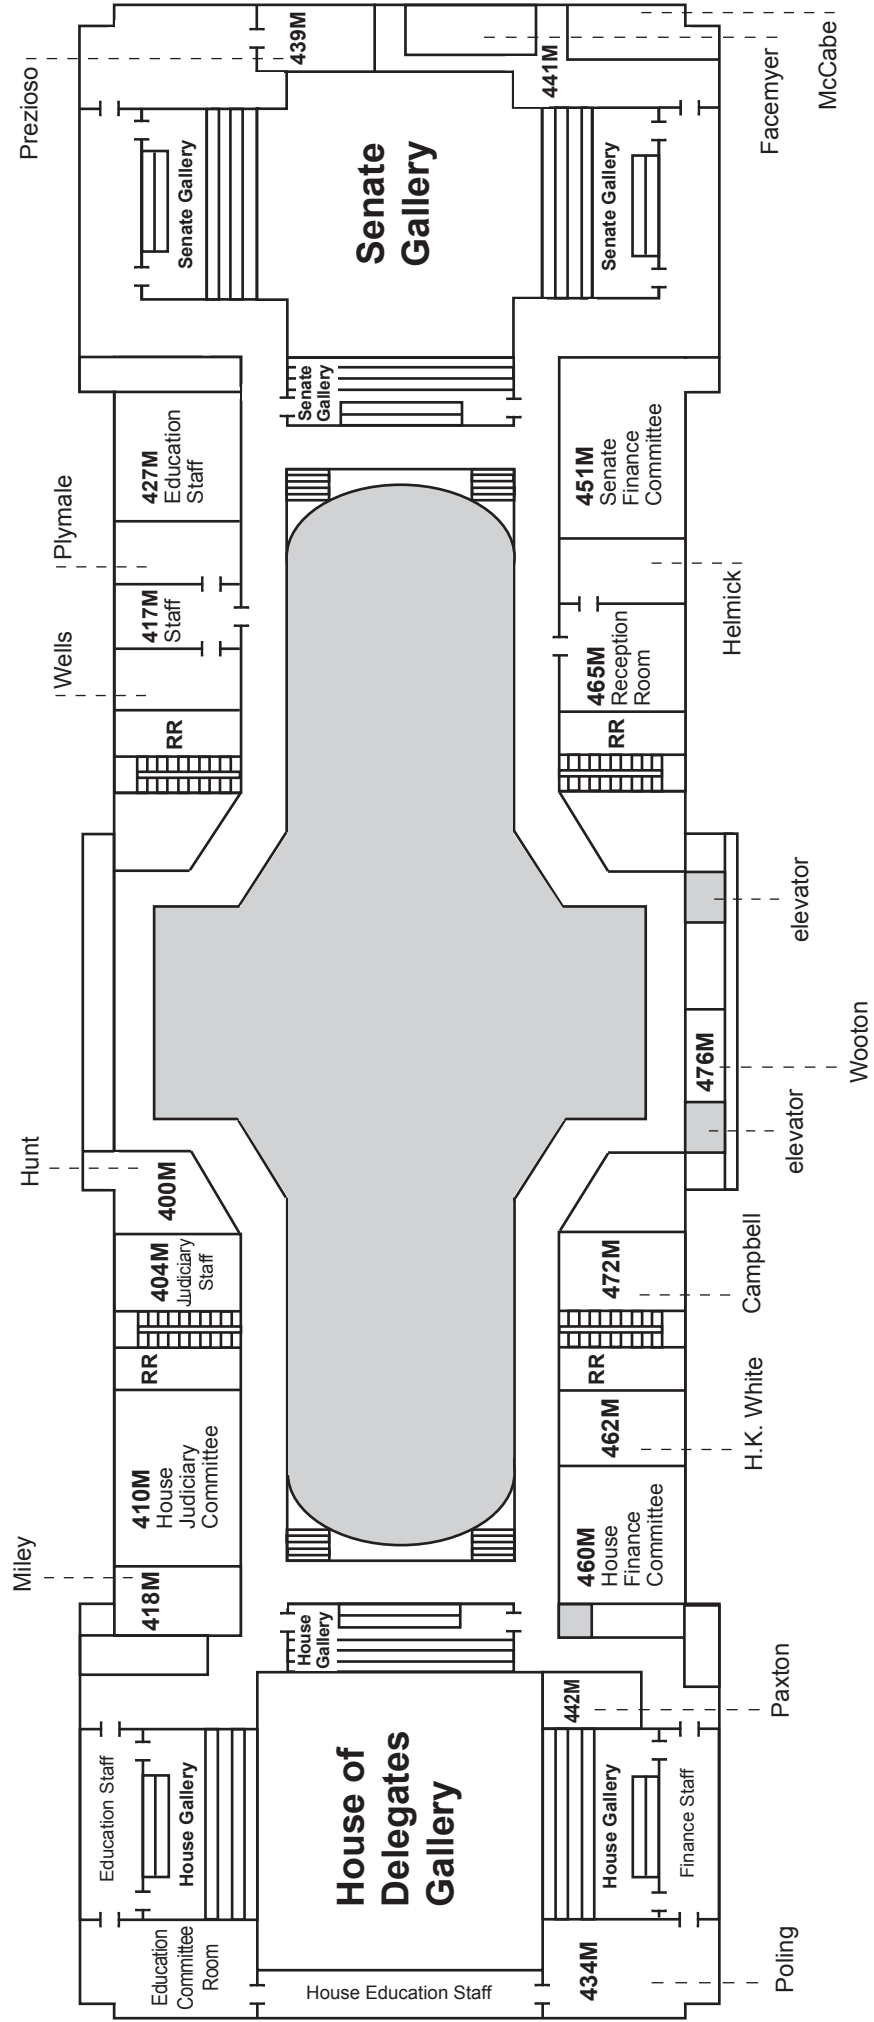 Prezioso
439M
441M
McCabe
Facemyer
Senate Gallery
Senate
Gallery
Senate Gallery
Senate
Gallery
Plymale
427M
Education
Staff
417M
Staff
Wells
RR
451M
Senate
Finance
Committee
Helmick
465M
Reception
Room
RR
elevator
476M
Wooton
elevator
Hunt
400M
404M
Judiciary
Staff
RR
410M
House
Judiciary
Committee
Miley
418M
472M
Campbell
RR
462M
H.K. White
460M
House
Finance
Committee
House
Gallery
442M
Paxton
Education Staff
House Gallery
House of
Delegates
Gallery
House Gallery
Finance Staff
Education
Committee
Room
House Education Staff
434M
Poling